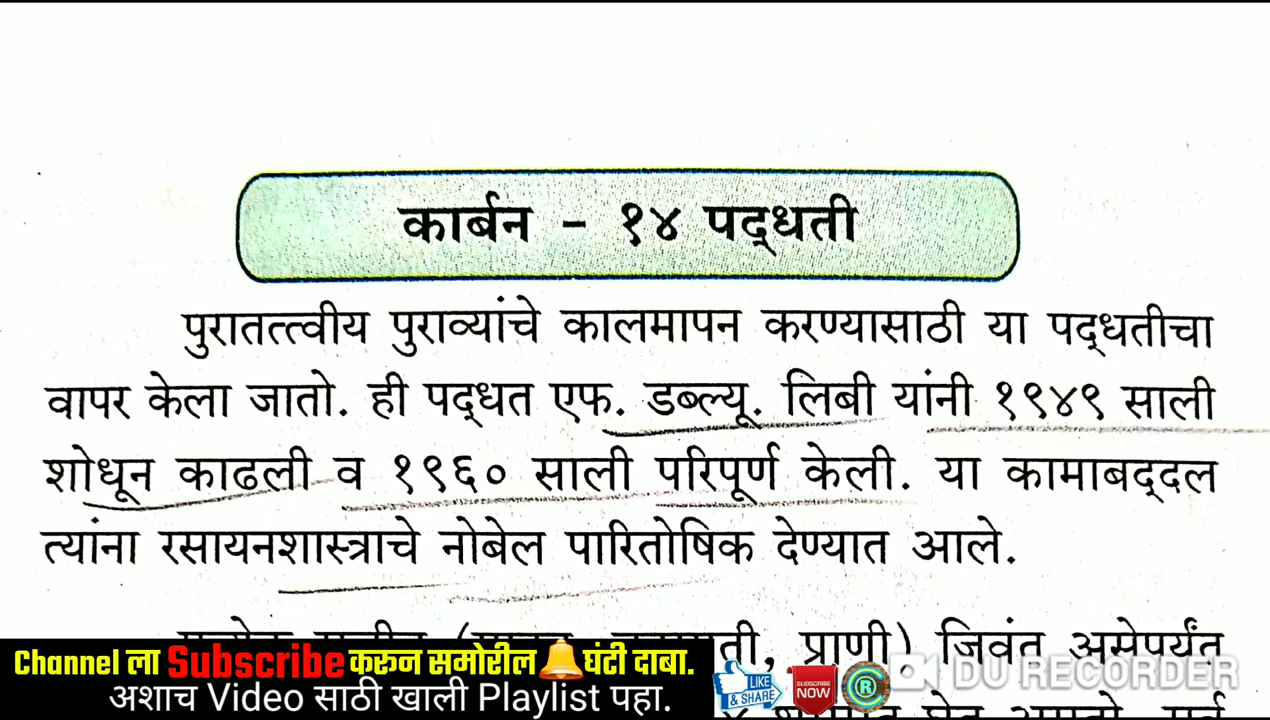 कार्बन - १४ पद्धती
पुरातत्त्वीय पुराव्यांचे कालमापन करण्यासाठी या पद्धतीचा
वापर केला जातो. ही पद्धत एफ. डब्ल्यू. लिबी यांनी १९४९ साली
शोधून काढली व १९६० साली परिपूर्ण केली. या कामाबद्दल
त्यांना रसायनशास्त्राचे नोबेल पारितोषिक देण्यात आले.
प्राणी) जिवंत असेपर्यंत
Channel ला Subscribe करून समोरील घंटी दाबा.
अशाच Video साठी खाली Playlist पहा.
LIKE & SHARE
SUBSCRIBE NOW
R
DU RECORDER